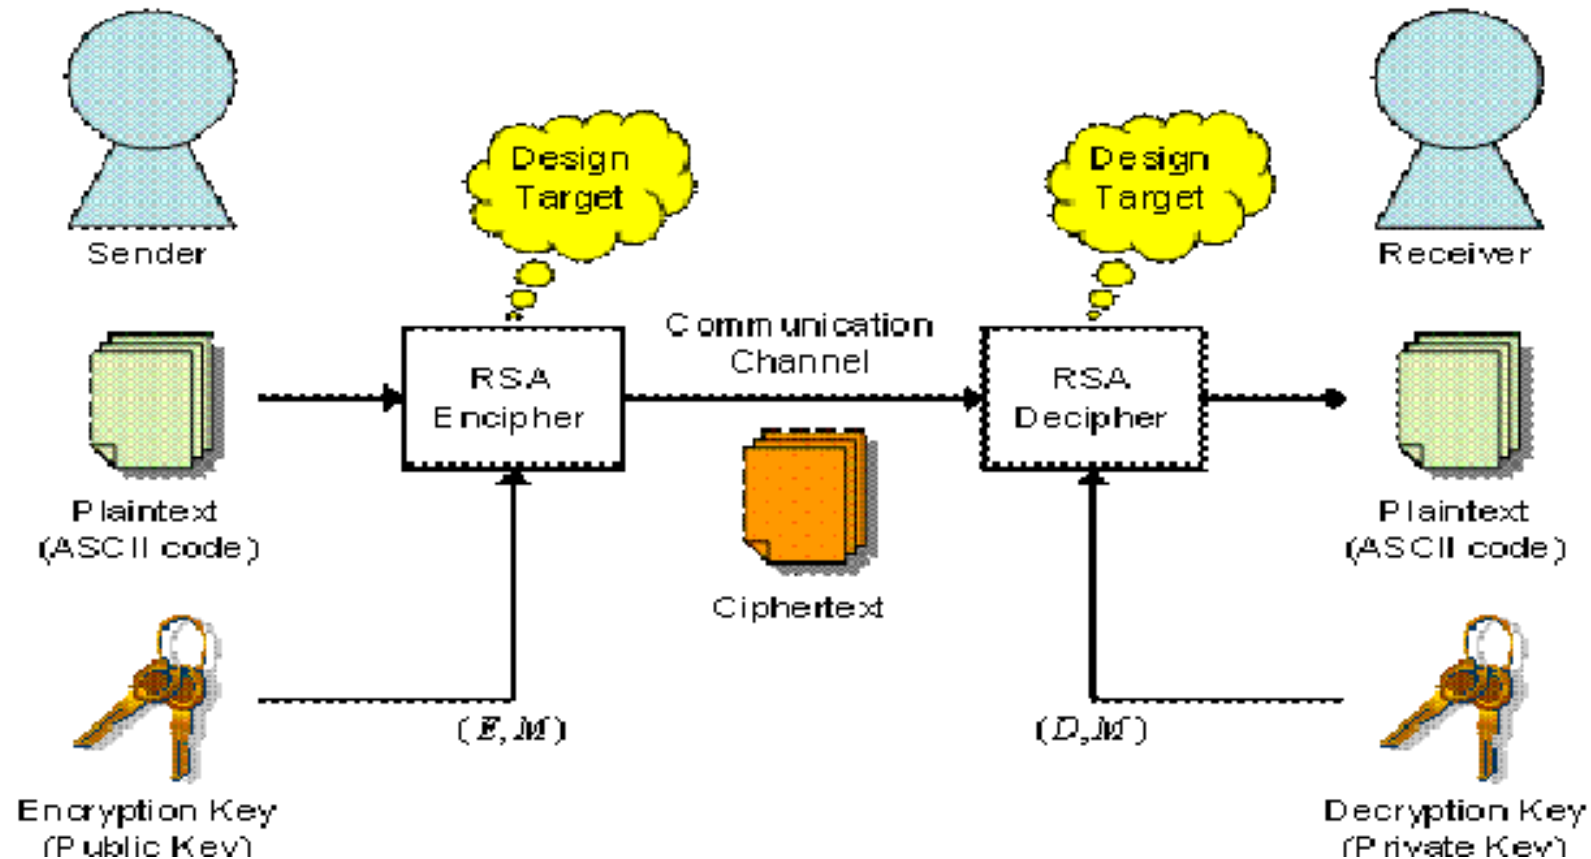 Design
Target
Design
Target
Sender
Receiver
Communication
Channel
RSA
Encipher
RSA
Decipher
Plaintext
(ASCII code)
Ciphertext
Plaintext
(ASCII code)
(E,M)
(D,M)
Encryption Key
(Public Key)
Decryption Key
(Private Key)